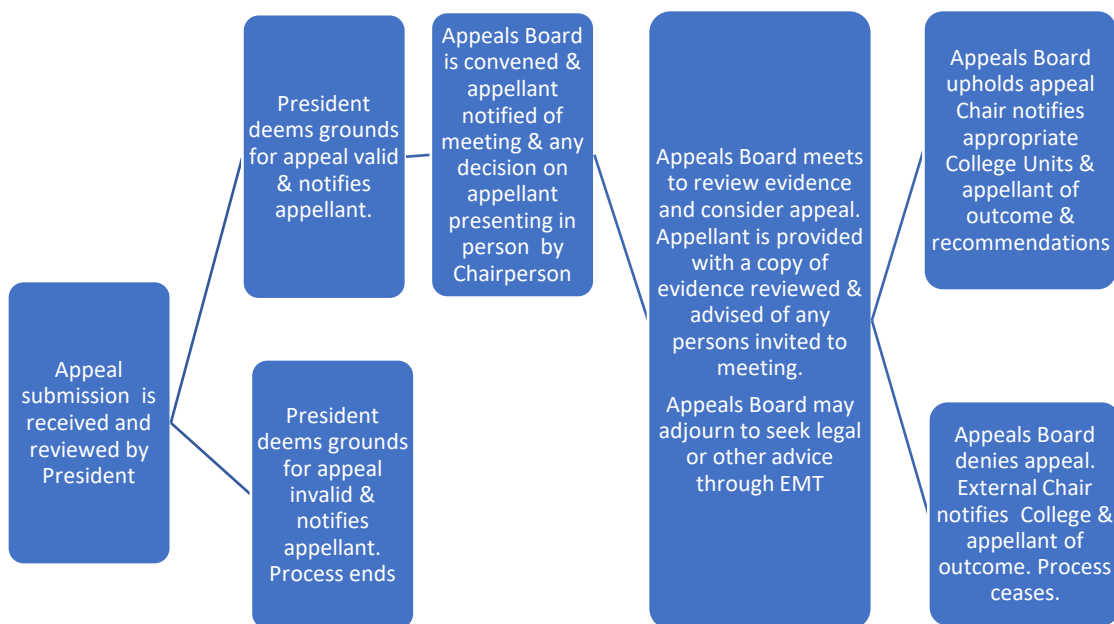 Appeal
submission is
received and
reviewed by
President
President
deems grounds
for appeal valid
& notifies
appellant.
President
deems grounds
for appeal
invalid &
notifies
appellant.
Process ends
Appeals Board
is convened &
appellant
notified of
meeting & any
decision on
appellant
presenting in
person by
Chairperson
Appeals Board meets
to review evidence
and consider appeal.
Appellant is provided
with a copy of
evidence reviewed &
advised of any
persons invited to
meeting.
Appeals Board may
adjourn to seek legal
or other advice
through EMT
Appeals Board
upholds appeal
Chair notifies
appropriate
College Units &
appellant of
outcome &
recommendations
Appeals Board
denies appeal.
External Chair
notifies College &
appellant of
outcome. Process
ceases.